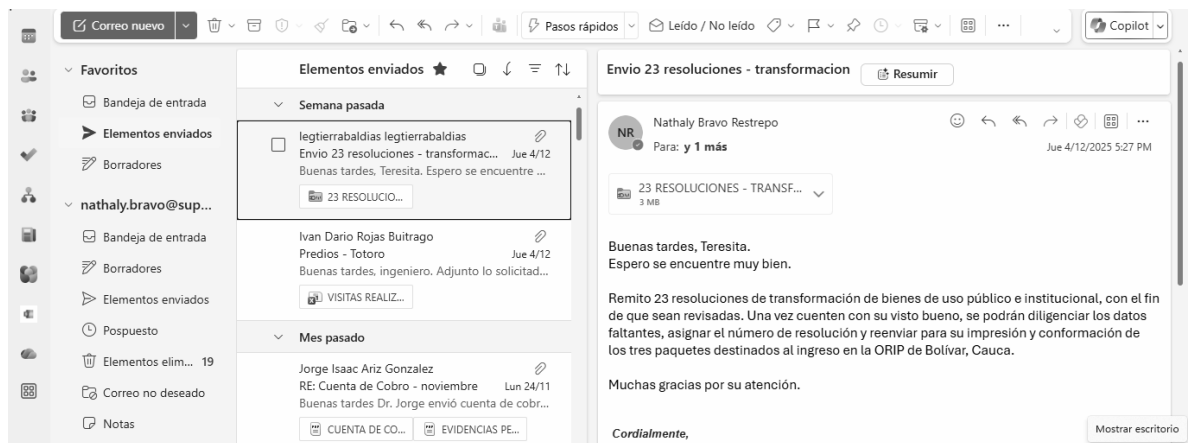 Correo nuevo
Pasos rápidos
Leído / No leído
Copilot
Favoritos
Bandeja de entrada
Elementos enviados
Borradores
nathaly.bravo@sup...
Bandeja de entrada
Borradores
Elementos enviados
Pospuesto
Elementos elim... 19
Correo no deseado
Notas
Elementos enviados
Semana pasada
legtierrabaldias legtierrabaldias
Envio 23 resoluciones - transformac... Jue 4/12
Buenas tardes, Teresita. Espero se encuentre ...
23 RESOLUCIO...
Ivan Dario Rojas Buitrago
Predios - Totoro Jue 4/12
Buenas tardes, ingeniero. Adjunto lo solicitad...
VISITAS REALIZ...
Mes pasado
Jorge Isaac Ariz Gonzalez
RE: Cuenta de Cobro - noviembre Lun 24/11
Buenas tardes Dr. Jorge envió cuenta de cobr...
CUENTA DE CO... EVIDENCIAS PE...
Envio 23 resoluciones - transformacion Resumir
NR
Nathaly Bravo Restrepo
Para: y 1 más
Jue 4/12/2025 5:27 PM
23 RESOLUCIONES - TRANSF...
3 MB
Buenas tardes, Teresita.
Espero se encuentre muy bien.
Remito 23 resoluciones de transformación de bienes de uso público e institucional, con el fin
de que sean revisadas. Una vez cuenten con su visto bueno, se podrán diligenciar los datos
faltantes, asignar el número de resolución y reenviar para su impresión y conformación de
los tres paquetes destinados al ingreso en la ORIP de Bolívar, Cauca.
Muchas gracias por su atención.
Cordialmente,
Mostrar escritorio